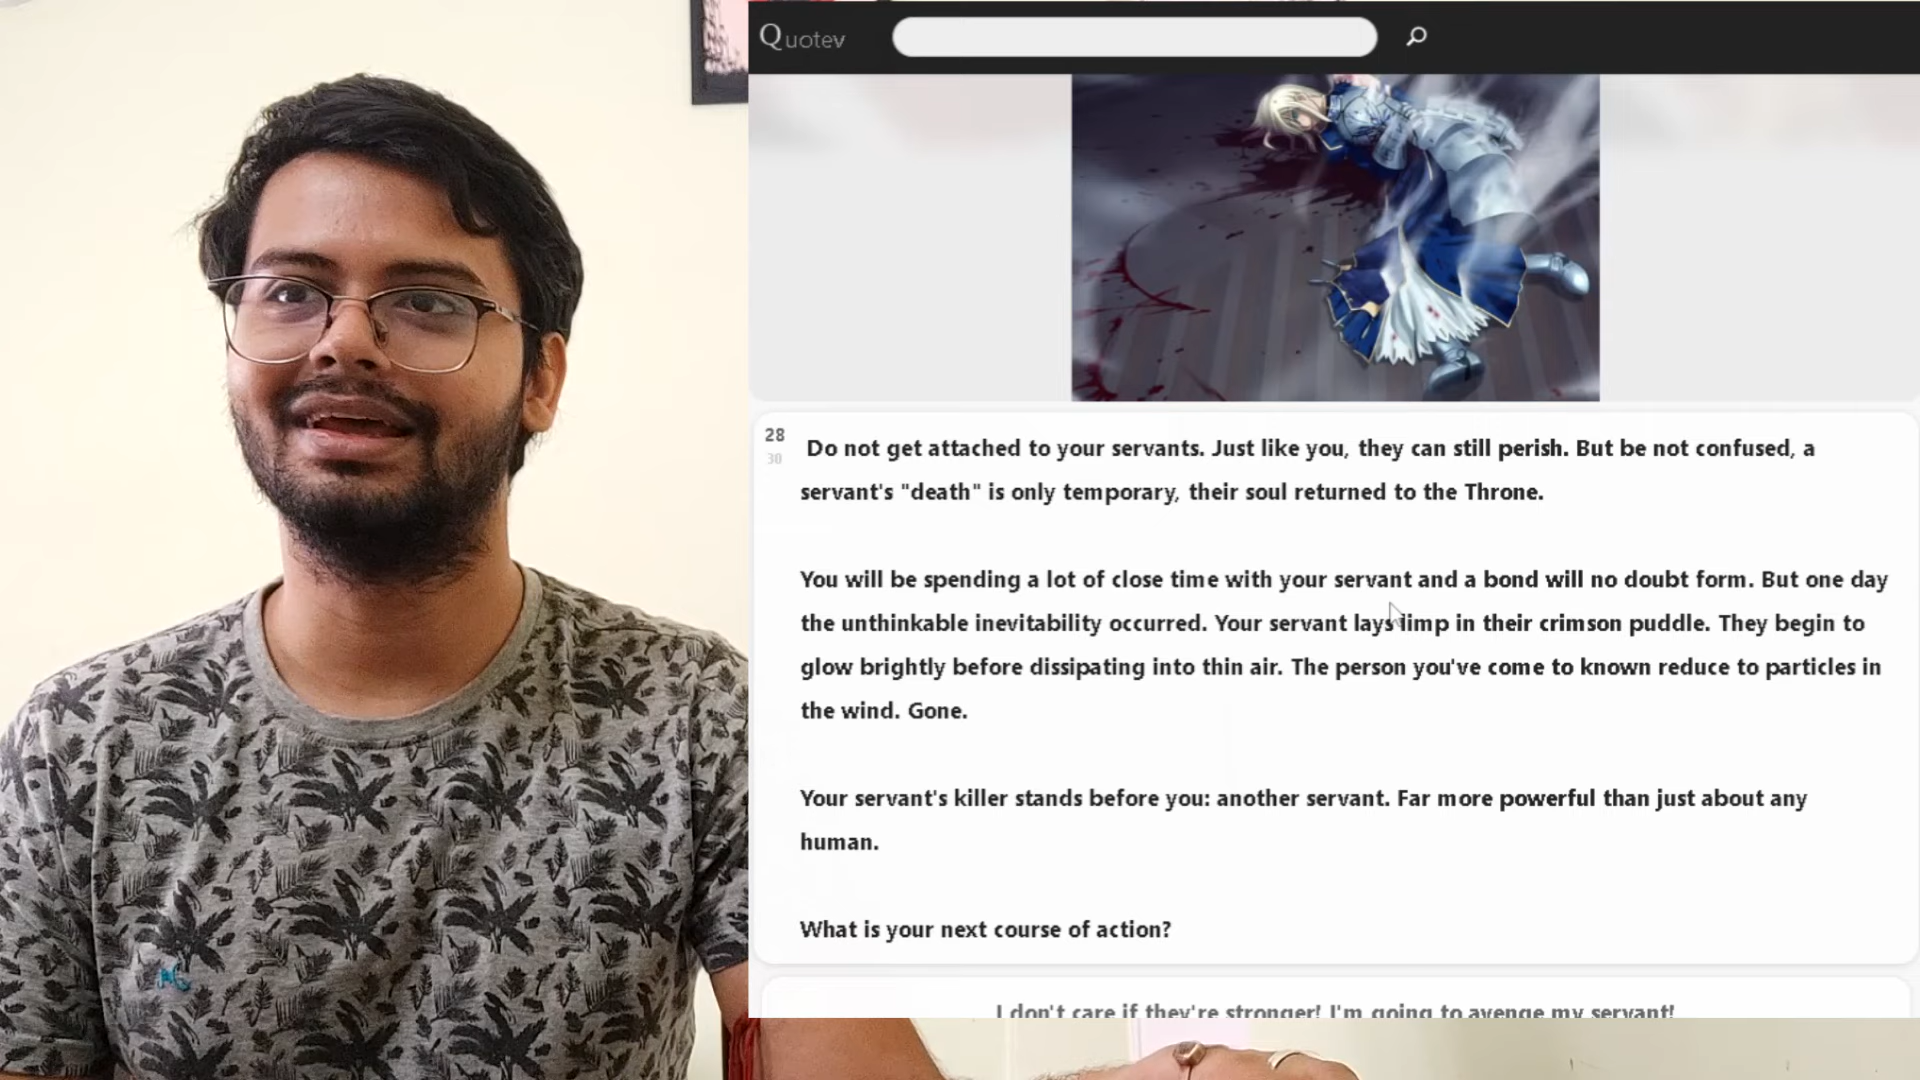 Quotev
28
30
Do not get attached to your servants. Just like you, they can still perish. But be not confused, a
servant's "death" is only temporary, their soul returned to the Throne.
You will be spending a lot of close time with your servant and a bond will no doubt form. But one day
the unthinkable inevitability occurred. Your servant lays limp in their crimson puddle. They begin to
glow brightly before dissipating into thin air. The person you've come to known reduce to particles in
the wind. Gone.
Your servant's killer stands before you: another servant. Far more powerful than just about any
human.
What is your next course of action?
I don't care if they're stronger! I'm going to avenge my servant!